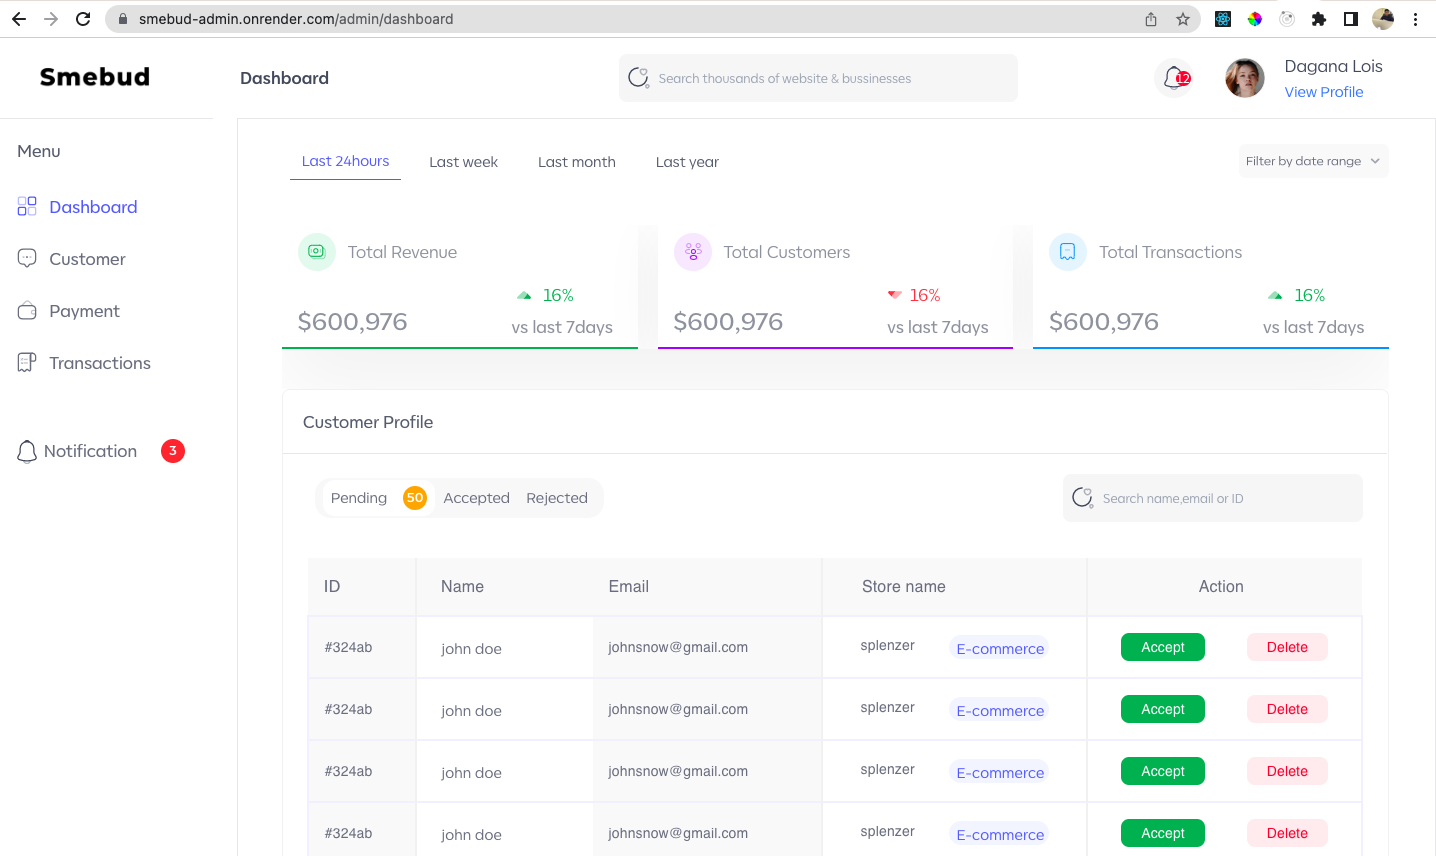 smebud-admin.onrender.com/admin/dashboard
Smebud
Dashboard
Search thousands of website & bussinesses
12
Dagana Lois
View Profile
Menu
Dashboard
Customer
Payment
Transactions
Notification 3
Last 24hours Last week Last month Last year
Filter by date range
Total Revenue
$600,976
16%
vs last 7days
Total Customers
$600,976
16%
vs last 7days
Total Transactions
$600,976
16%
vs last 7days
Customer Profile
Pending 50 Accepted Rejected
Search name,email or ID
ID Name Email Store name Action
#324ab john doe johnsnow@gmail.com splenzer E-commerce Accept Delete
#324ab john doe johnsnow@gmail.com splenzer E-commerce Accept Delete
#324ab john doe johnsnow@gmail.com splenzer E-commerce Accept Delete
#324ab john doe johnsnow@gmail.com splenzer E-commerce Accept Delete